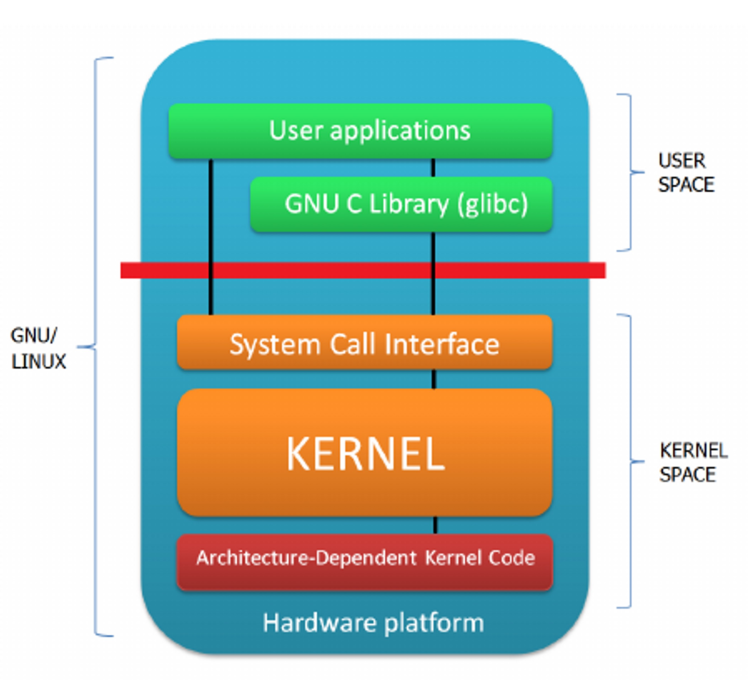 User applications
GNU C Library (glibc)
USER
SPACE
GNU/
LINUX
System Call Interface
KERNEL
KERNEL
SPACE
Architecture-Dependent Kernel Code
Hardware platform